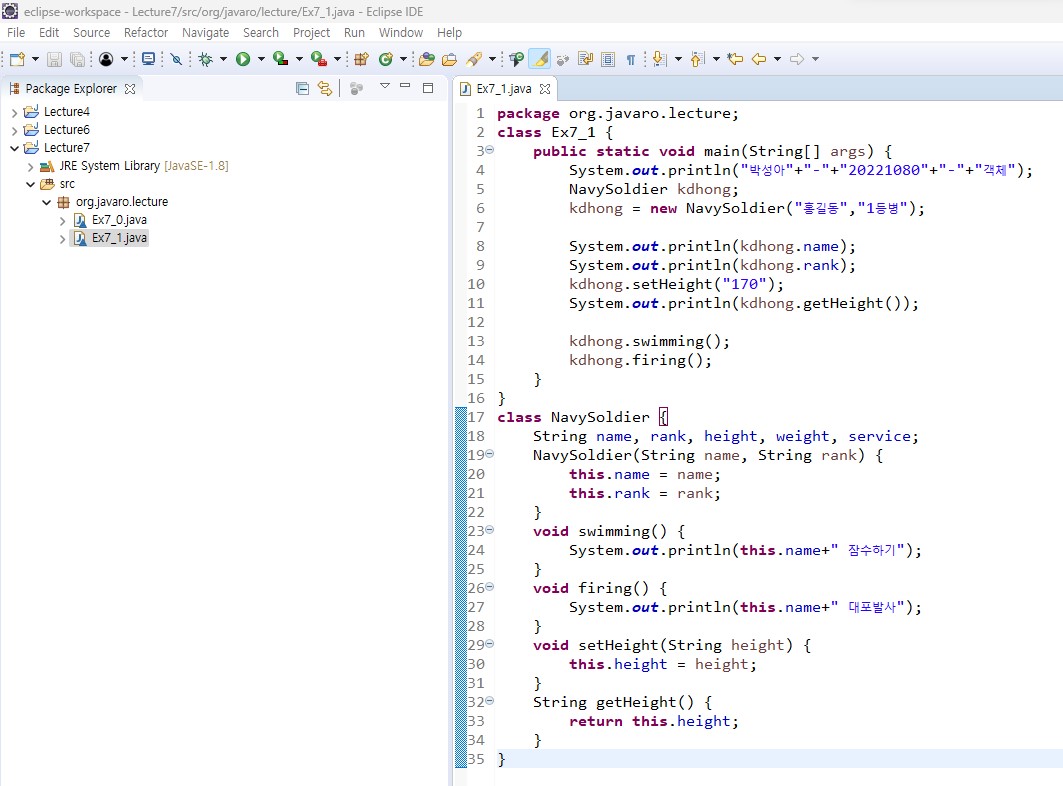 eclipse-workspace - Lecture7/src/org/javaro/lecture/Ex7_1.java - Eclipse IDE
File Edit Source Refactor Navigate Search Project Run Window Help
Package Explorer
Lecture4
Lecture6
Lecture7
JRE System Library [JavaSE-1.8]
src
org.javaro.lecture
Ex7_0.java
Ex7_1.java
Ex7_1.java
1 package org.javaro.lecture;
2 class Ex7_1 {
3 public static void main(String[] args) {
4 System.out.println("박성아"+"-"+"20221080"+"-"+"객체");
5 NavySoldier kdhong;
6 kdhong = new NavySoldier("홍길동","1등병");
7
8 System.out.println(kdhong.name);
9 System.out.println(kdhong.rank);
10 kdhong.setHeight("170");
11 System.out.println(kdhong.getHeight());
12
13 kdhong.swimming();
14 kdhong.firing();
15 }
16 }
17 class NavySoldier {
18 String name, rank, height, weight, service;
19 NavySoldier(String name, String rank) {
20 this.name = name;
21 this.rank = rank;
22 }
23 void swimming() {
24 System.out.println(this.name+" 잠수하기");
25 }
26 void firing() {
27 System.out.println(this.name+" 대포발사");
28 }
29 void setHeight(String height) {
30 this.height = height;
31 }
32 String getHeight() {
33 return this.height;
34 }
35 }